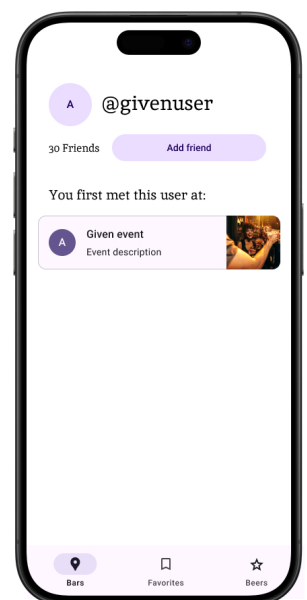 A
@givenuser
30 Friends
Add friend
You first met this user at:
A
Given event
Event description
Bars
Favorites
Beers